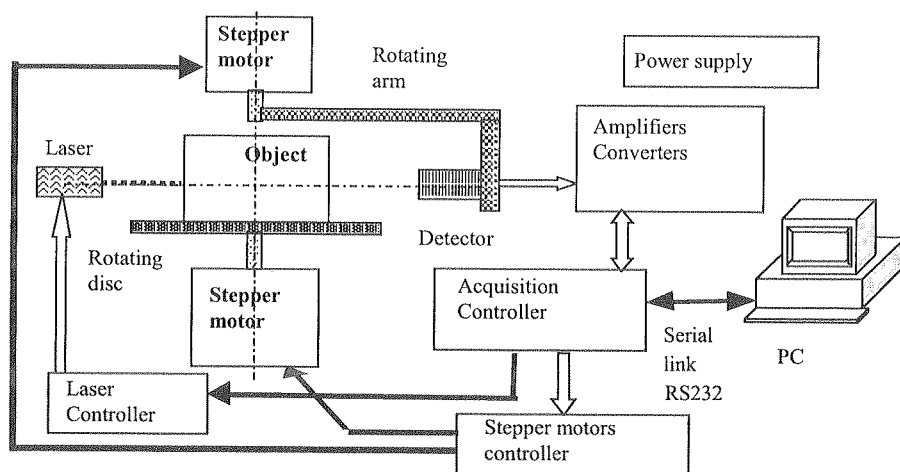 Stepper
motor
Rotating
arm
Power supply
Laser
Object
Amplifiers
Converters
Rotating
disc
Detector
Stepper
motor
Acquisition
Controller
Serial
link
RS232
PC
Laser
Controller
Stepper motors
controller